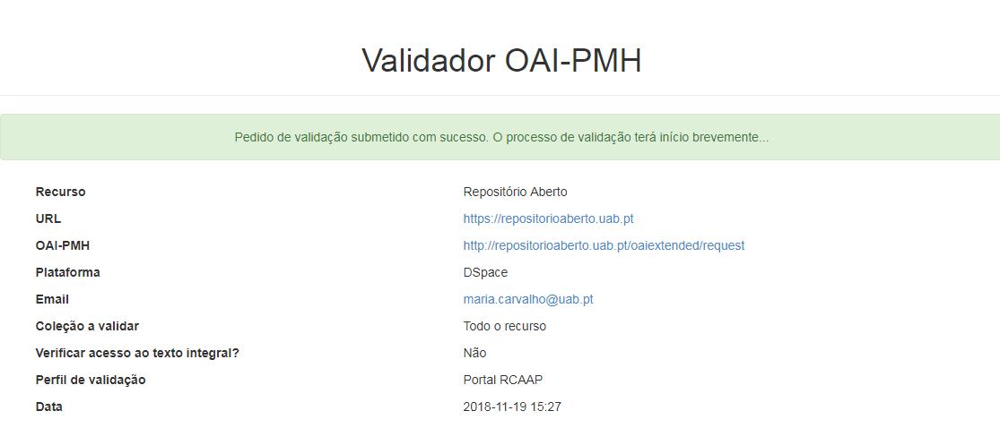 Validador OAI-PMH
Pedido de validação submetido com sucesso. O processo de validação terá início brevemente...
Recurso Repositório Aberto
URL https://repositorioaberto.uab.pt
OAI-PMH http://repositorioaberto.uab.pt/oaiextended/request
Plataforma DSpace
Email maria.carvalho@uab.pt
Coleção a validar Todo o recurso
Verificar acesso ao texto integral? Não
Perfil de validação Portal RCAAP
Data 2018-11-19 15:27